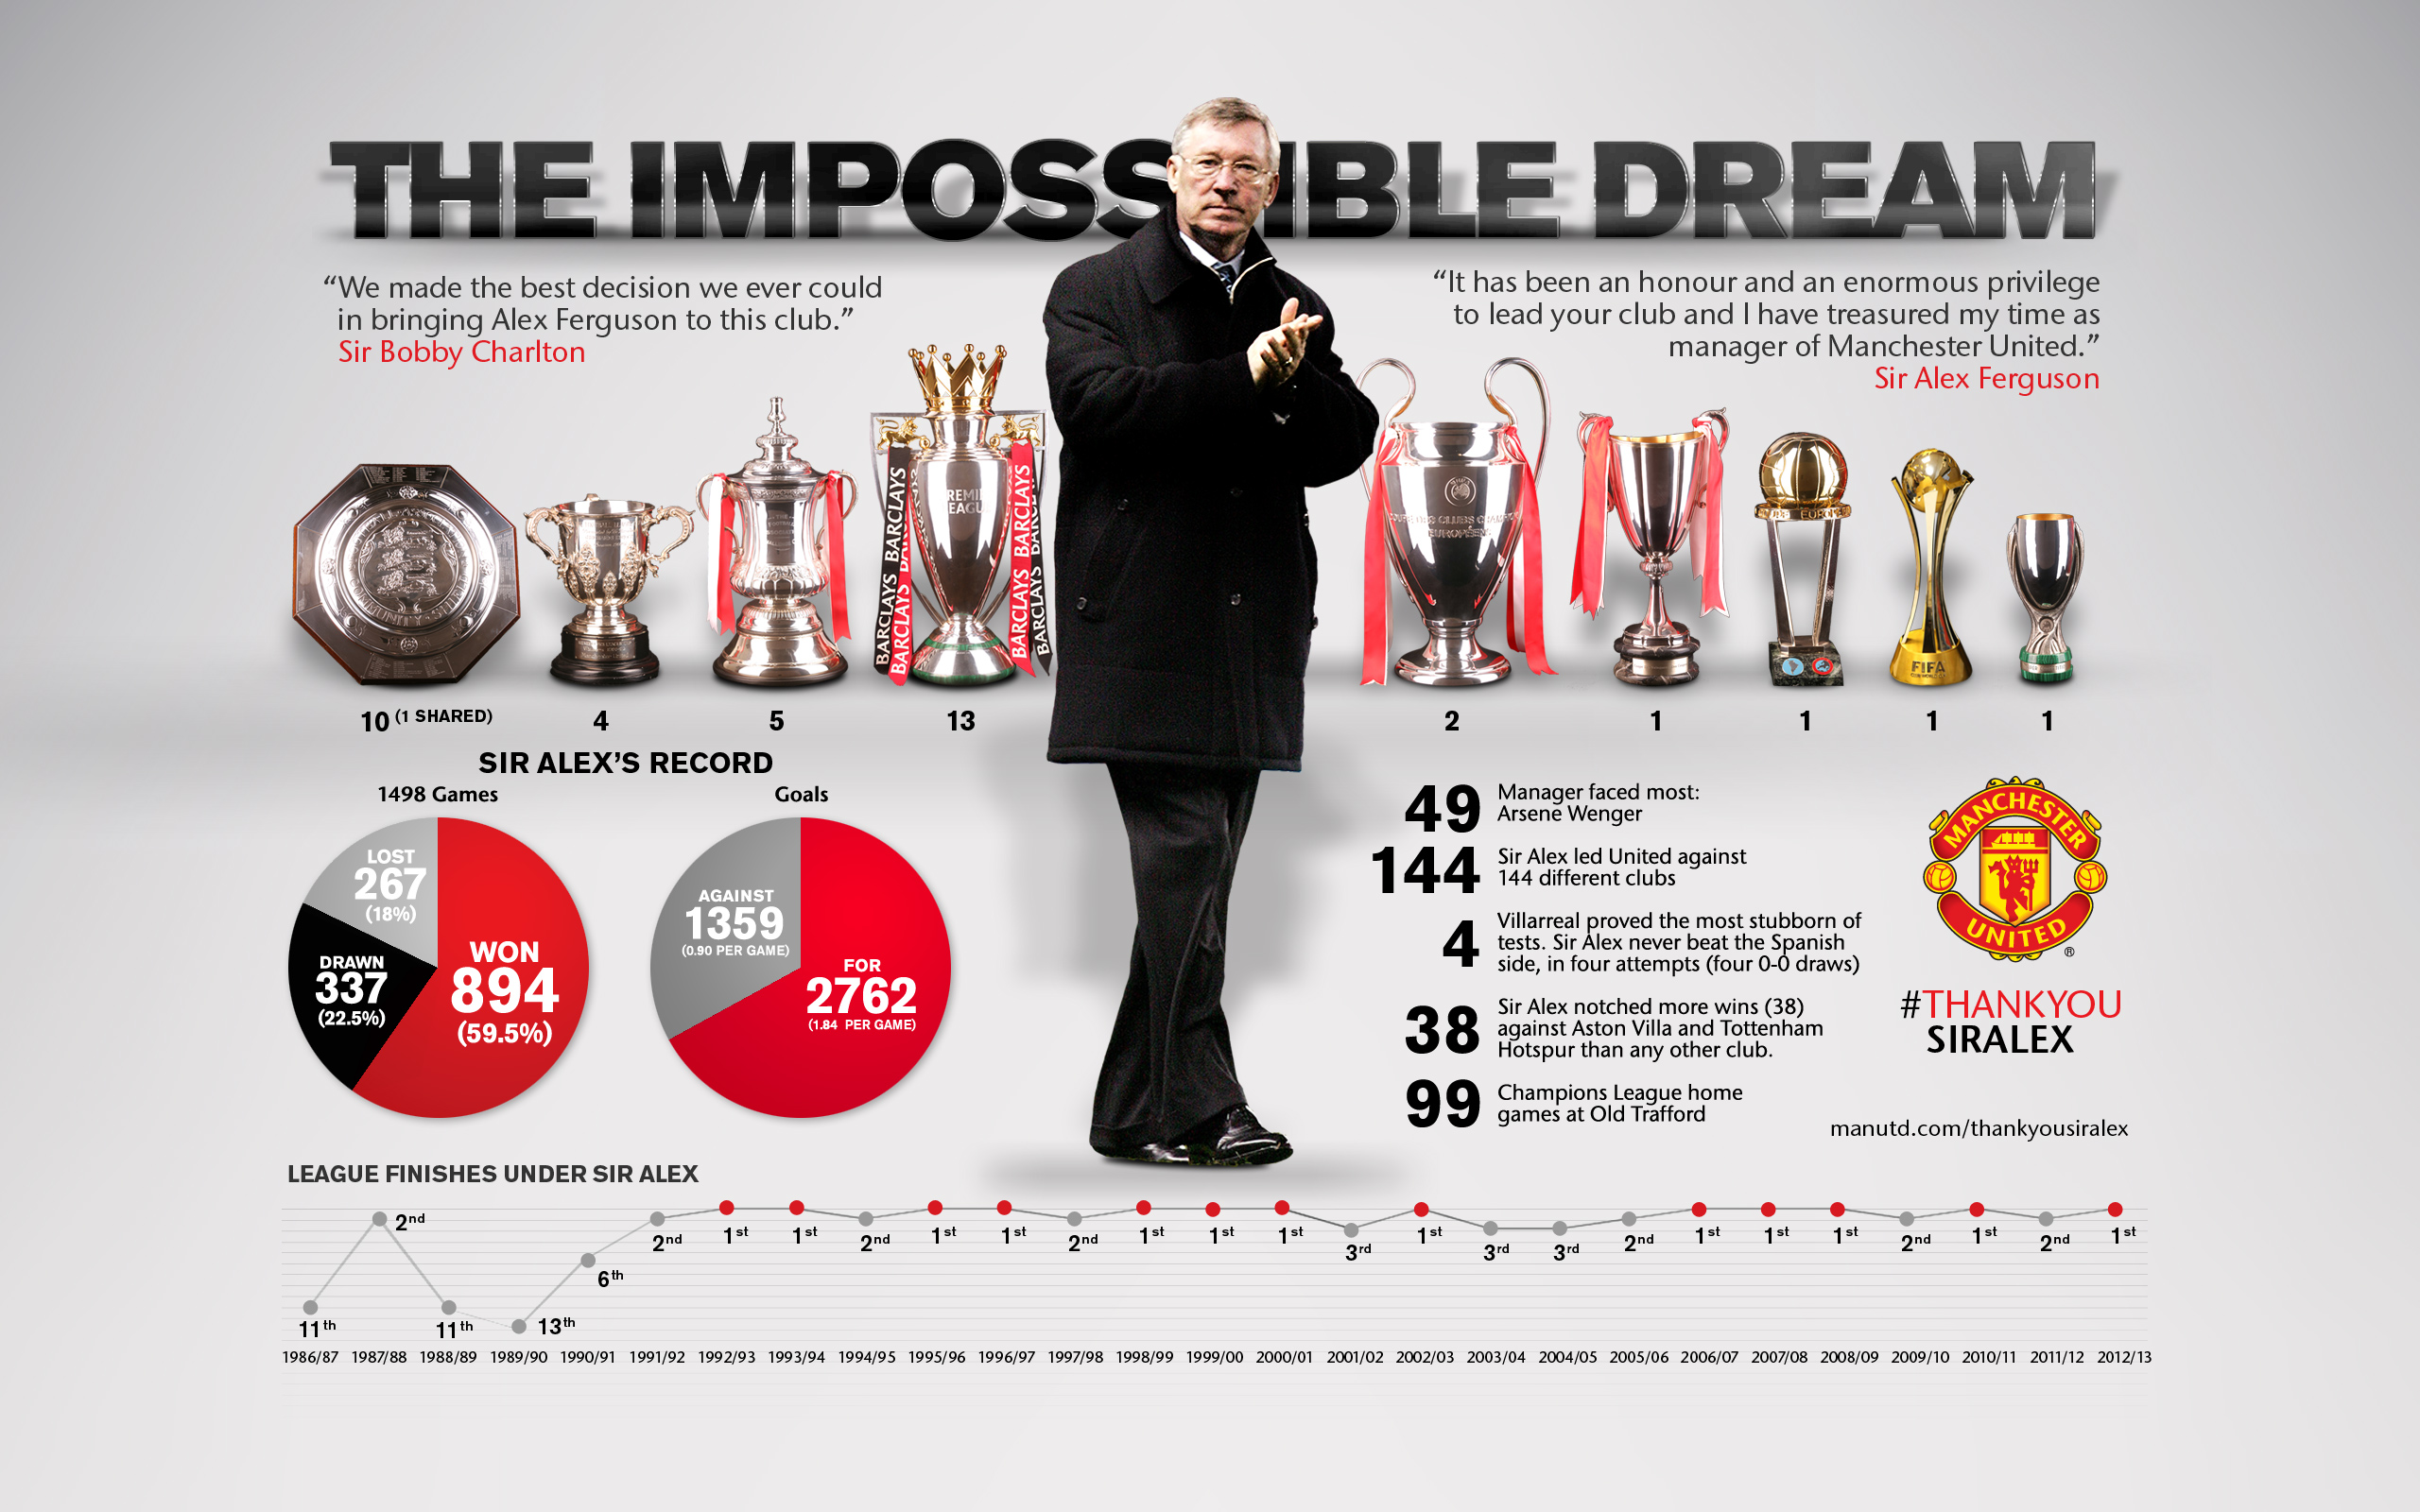 THE IMPOSSIBLE DREAM
“We made the best decision we ever could
in bringing Alex Ferguson to this club.”
Sir Bobby Charlton
“It has been an honour and an enormous privilege
to lead your club and I have treasured my time as
manager of Manchester United.”
Sir Alex Ferguson
BARCLAYS
BARCLAYS
BARCLAYS
BARCLAYS
BARCLAYS
BARCLAYS
FIFA
10 (1 SHARED)
4
5
13
2
1
1
1
1
SIR ALEX’S RECORD
1498 Games
LOST
267
(18%)
DRAWN
337
(22.5%)
WON
894
(59.5%)
Goals
AGAINST
1359
(0.90 PER GAME)
FOR
2762
(1.84 PER GAME)
49
Manager faced most:
Arsene Wenger
144
Sir Alex led United against
144 different clubs
4
Villarreal proved the most stubborn of
tests. Sir Alex never beat the Spanish
side, in four attempts (four 0-0 draws)
38
Sir Alex notched more wins (38)
against Aston Villa and Tottenham
Hotspur than any other club.
99
Champions League home
games at Old Trafford
MANCHESTER
UNITED
®
#THANKYOU
SIRALEX
manutd.com/thankyousiralex
LEAGUE FINISHES UNDER SIR ALEX
11th 2nd 11th 13th 6th 2nd 1st 1st 2nd 1st 1st 2nd 1st 1st 1st 3rd 1st 3rd 3rd 2nd 1st 1st 1st 2nd 1st 2nd 1st
1986/87 1987/88 1988/89 1989/90 1990/91 1991/92 1992/93 1993/94 1994/95 1995/96 1996/97 1997/98 1998/99 1999/00 2000/01 2001/02 2002/03 2003/04 2004/05 2005/06 2006/07 2007/08 2008/09 2009/10 2010/11 2011/12 2012/13